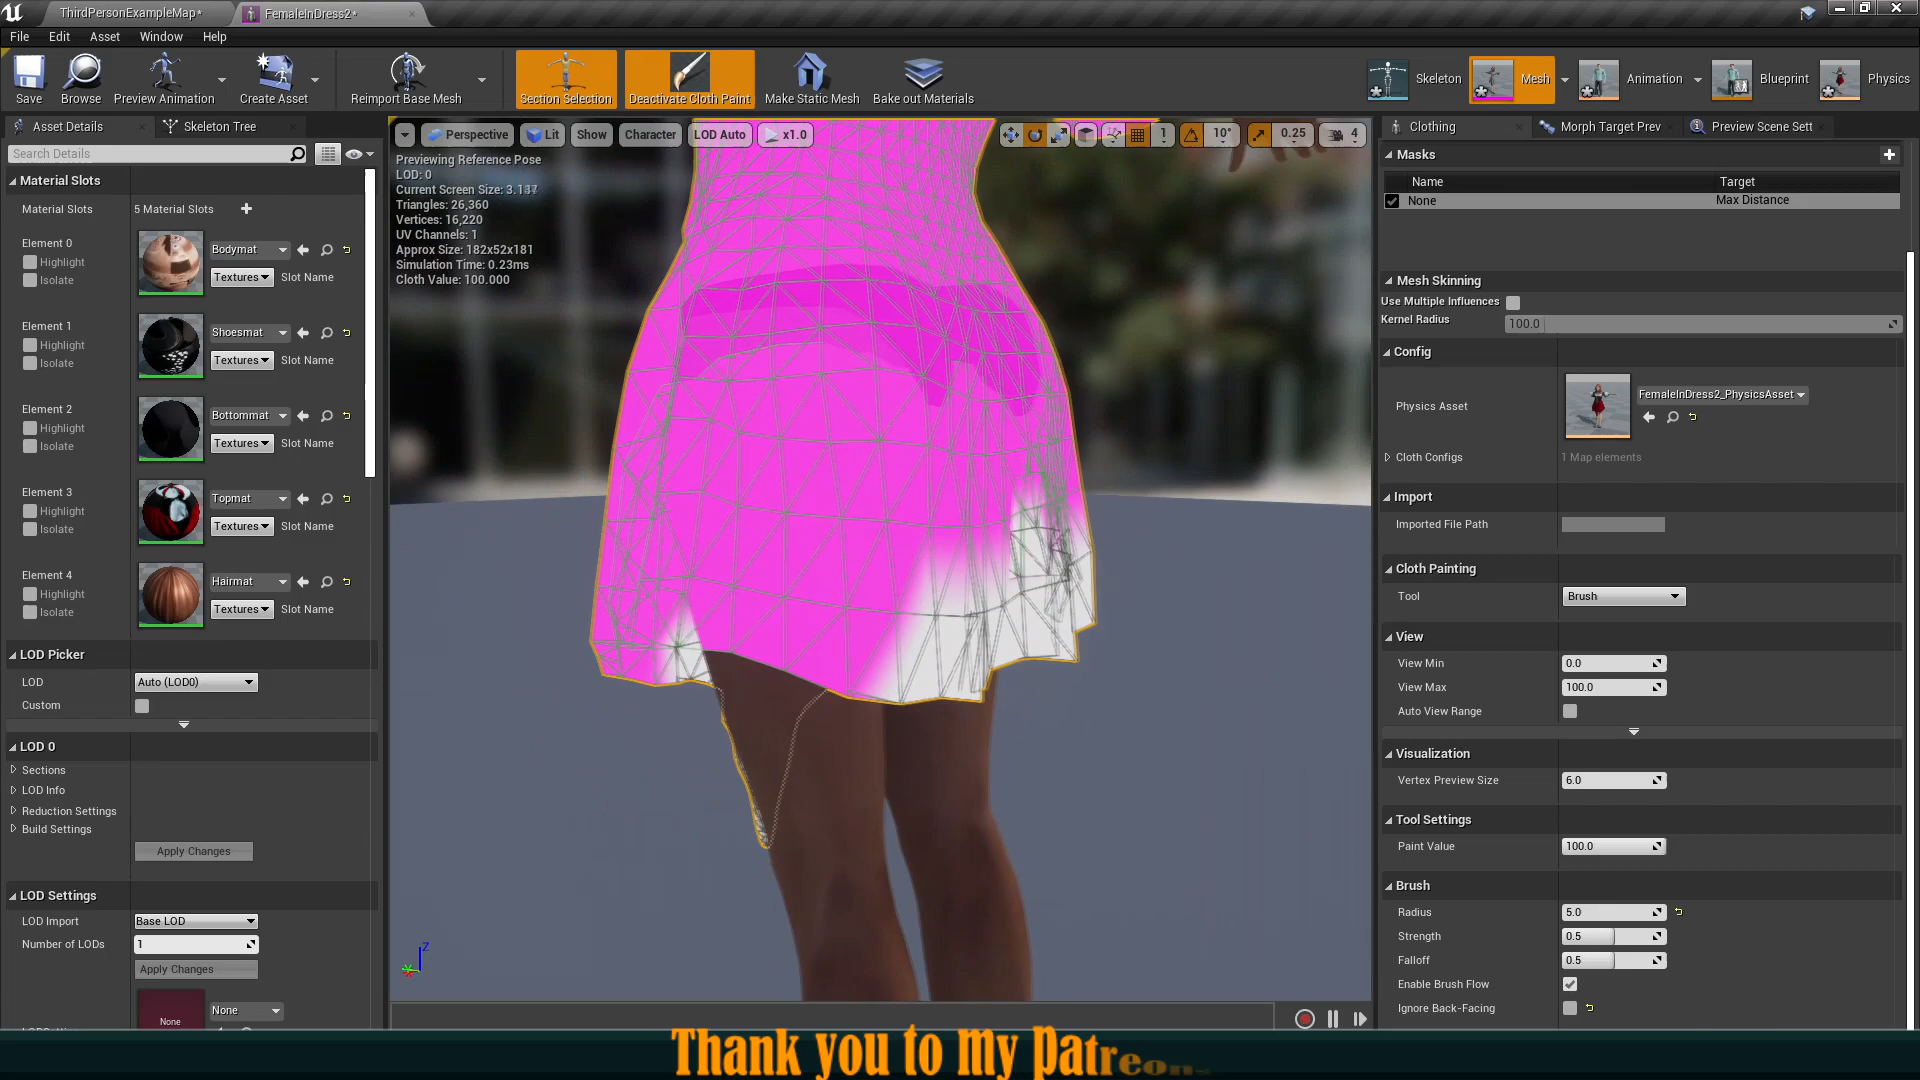 ThirdPersonExampleMap*
FemaleInDress2*
File Edit Asset Window Help
Save
Browse
Preview Animation
Create Asset
Reimport Base Mesh
Section Selection
Deactivate Cloth Paint
Make Static Mesh
Bake out Materials
Skeleton
Mesh
Animation
Blueprint
Physics
Asset Details
Skeleton Tree
Search Details
Material Slots
Material Slots 5 Material Slots
Element 0
Highlight
Isolate
Bodymat
Textures Slot Name
Element 1
Highlight
Isolate
Shoesmat
Textures Slot Name
Element 2
Highlight
Isolate
Bottommat
Textures Slot Name
Element 3
Highlight
Isolate
Topmat
Textures Slot Name
Element 4
Highlight
Isolate
Hairmat
Textures Slot Name
LOD Picker
LOD Auto (LOD0)
Custom
LOD 0
Sections
LOD Info
Reduction Settings
Build Settings
Apply Changes
LOD Settings
LOD Import Base LOD
Number of LODs 1
Apply Changes
None
None
Perspective Lit Show Character LOD Auto x1.0
1 10° 0.25 4
Previewing Reference Pose
LOD: 0
Current Screen Size: 3.137
Triangles: 26,360
Vertices: 16,220
UV Channels: 1
Approx Size: 182x52x181
Simulation Time: 0.23ms
Cloth Value: 100.000
Z
Clothing
Morph Target Prev
Preview Scene Sett
Masks
Name Target
None Max Distance
Mesh Skinning
Use Multiple Influences
Kernel Radius 100.0
Config
Physics Asset FemaleInDress2_PhysicsAsset
Cloth Configs 1 Map elements
Import
Imported File Path
Cloth Painting
Tool Brush
View
View Min 0.0
View Max 100.0
Auto View Range
Visualization
Vertex Preview Size 6.0
Tool Settings
Paint Value 100.0
Brush
Radius 5.0
Strength 0.5
Falloff 0.5
Enable Brush Flow
Ignore Back-Facing
Thank you to my Patreon